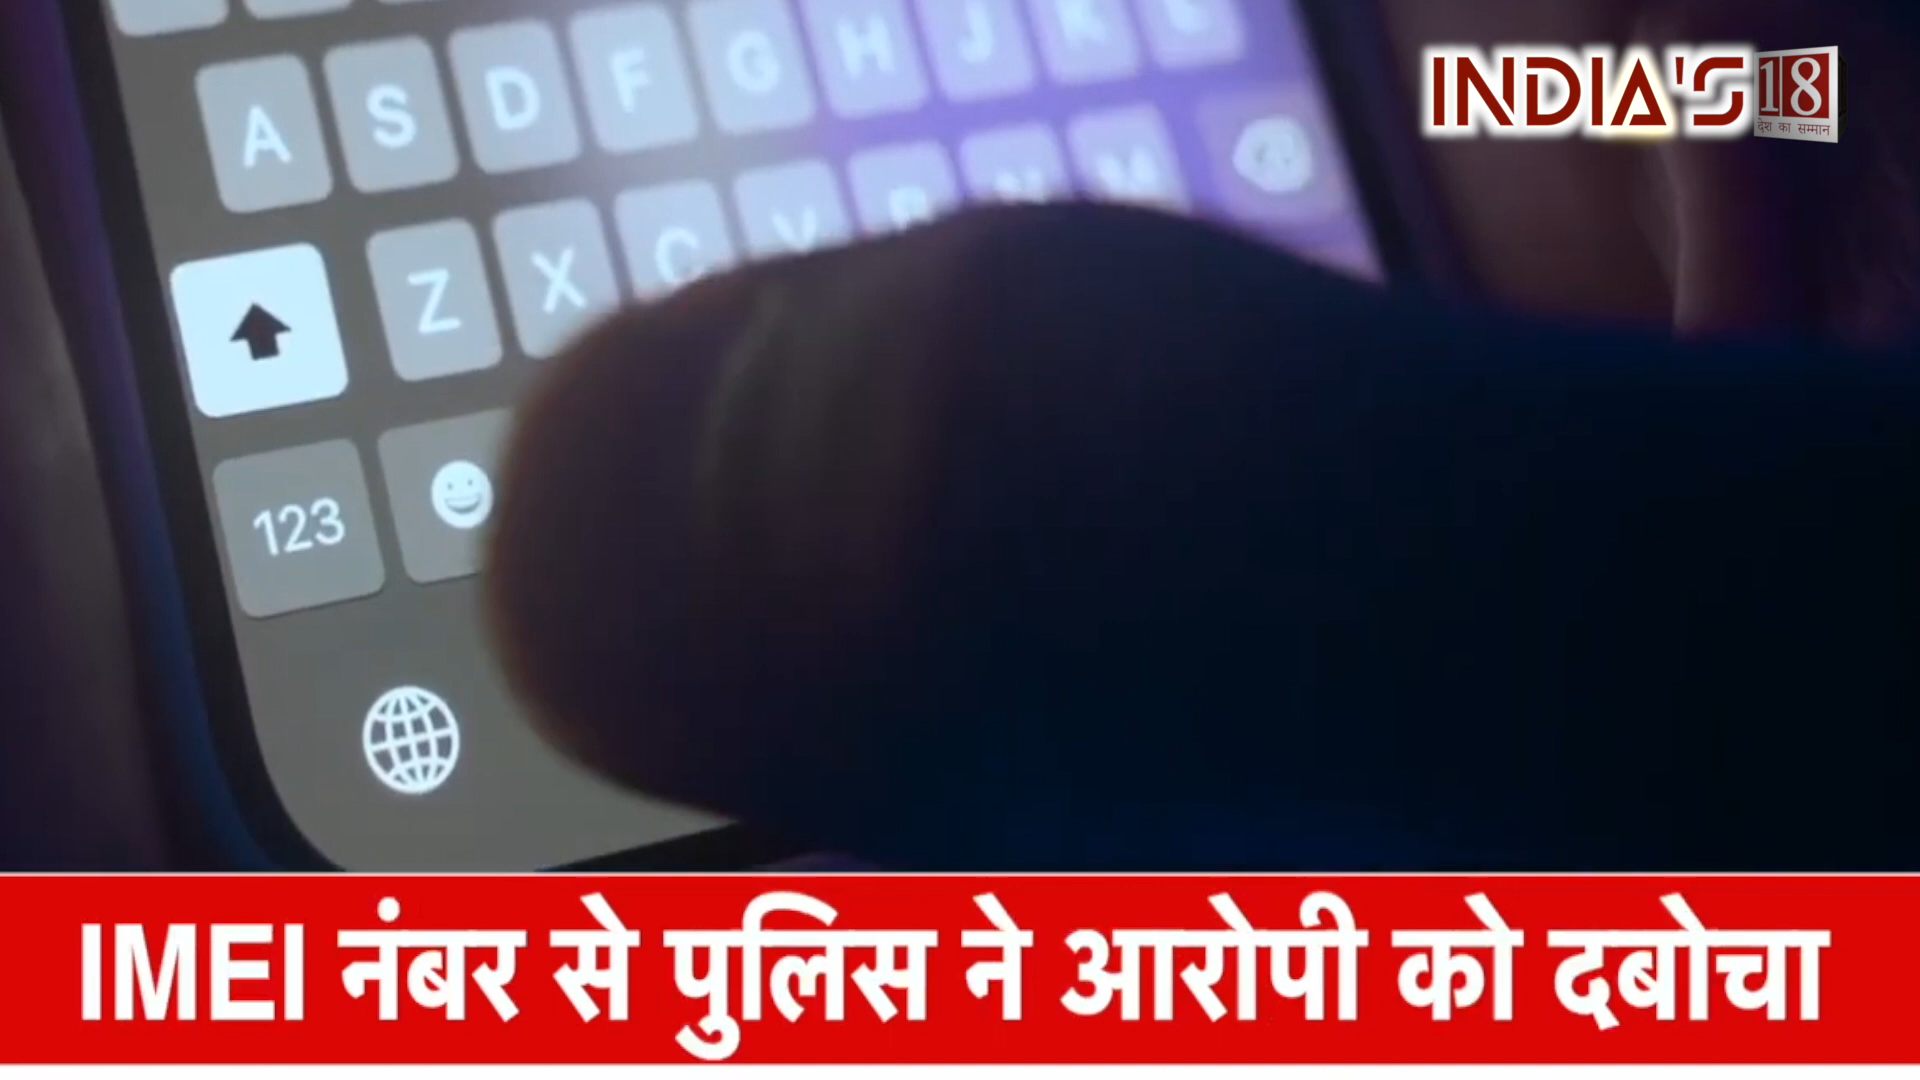 INDIA'S 18
देश का सम्मान
A S D F G H J K L
Z X C V B N M
123
IMEI नंबर से पुलिस ने आरोपी को दबोचा